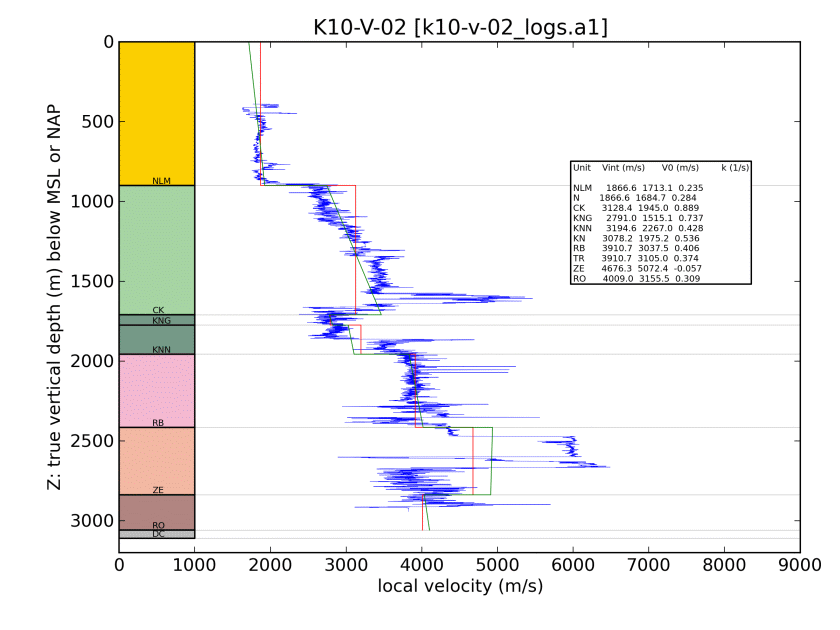 K10-V-02 [k10-v-02_logs.a1]
0
500
1000
1500
2000
2500
3000
Z: true vertical depth (m) below MSL or NAP
NLM
CK
KNG
KNN
RB
ZE
RO
DC
Unit Vint (m/s) V0 (m/s) k (1/s)
NLM 1866.6 1713.1 0.235
N 1866.6 1684.7 0.284
CK 3128.4 1945.0 0.889
KNG 2791.0 1515.1 0.737
KNN 3194.6 2267.0 0.428
KN 3078.2 1975.2 0.536
RB 3910.7 3037.5 0.406
TR 3910.7 3105.0 0.374
ZE 4676.3 5072.4 -0.057
RO 4009.0 3155.5 0.309
0 1000 2000 3000 4000 5000 6000 7000 8000 9000
local velocity (m/s)